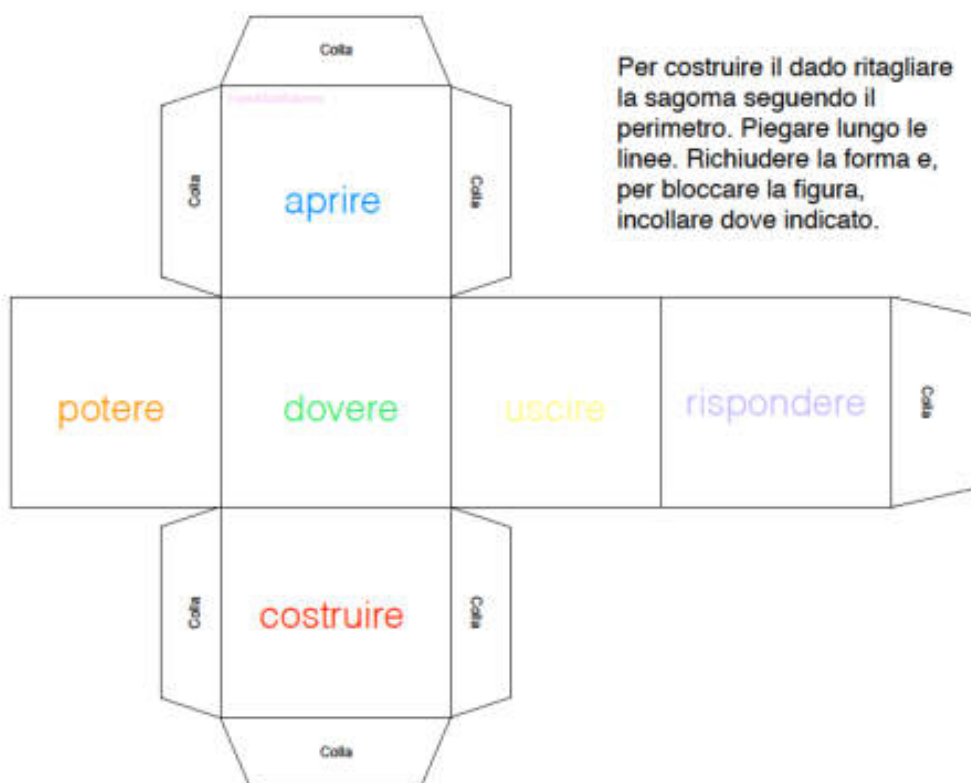 Colla
Per costruire il dado ritagliare
la sagoma seguendo il
perimetro. Piegare lungo le
linee. Richiudere la forma e,
per bloccare la figura,
incollare dove indicato.
Colla
aprire
Colla
potere
dovere
uscire
rispondere
Colla
Colla
costruire
Colla
Colla